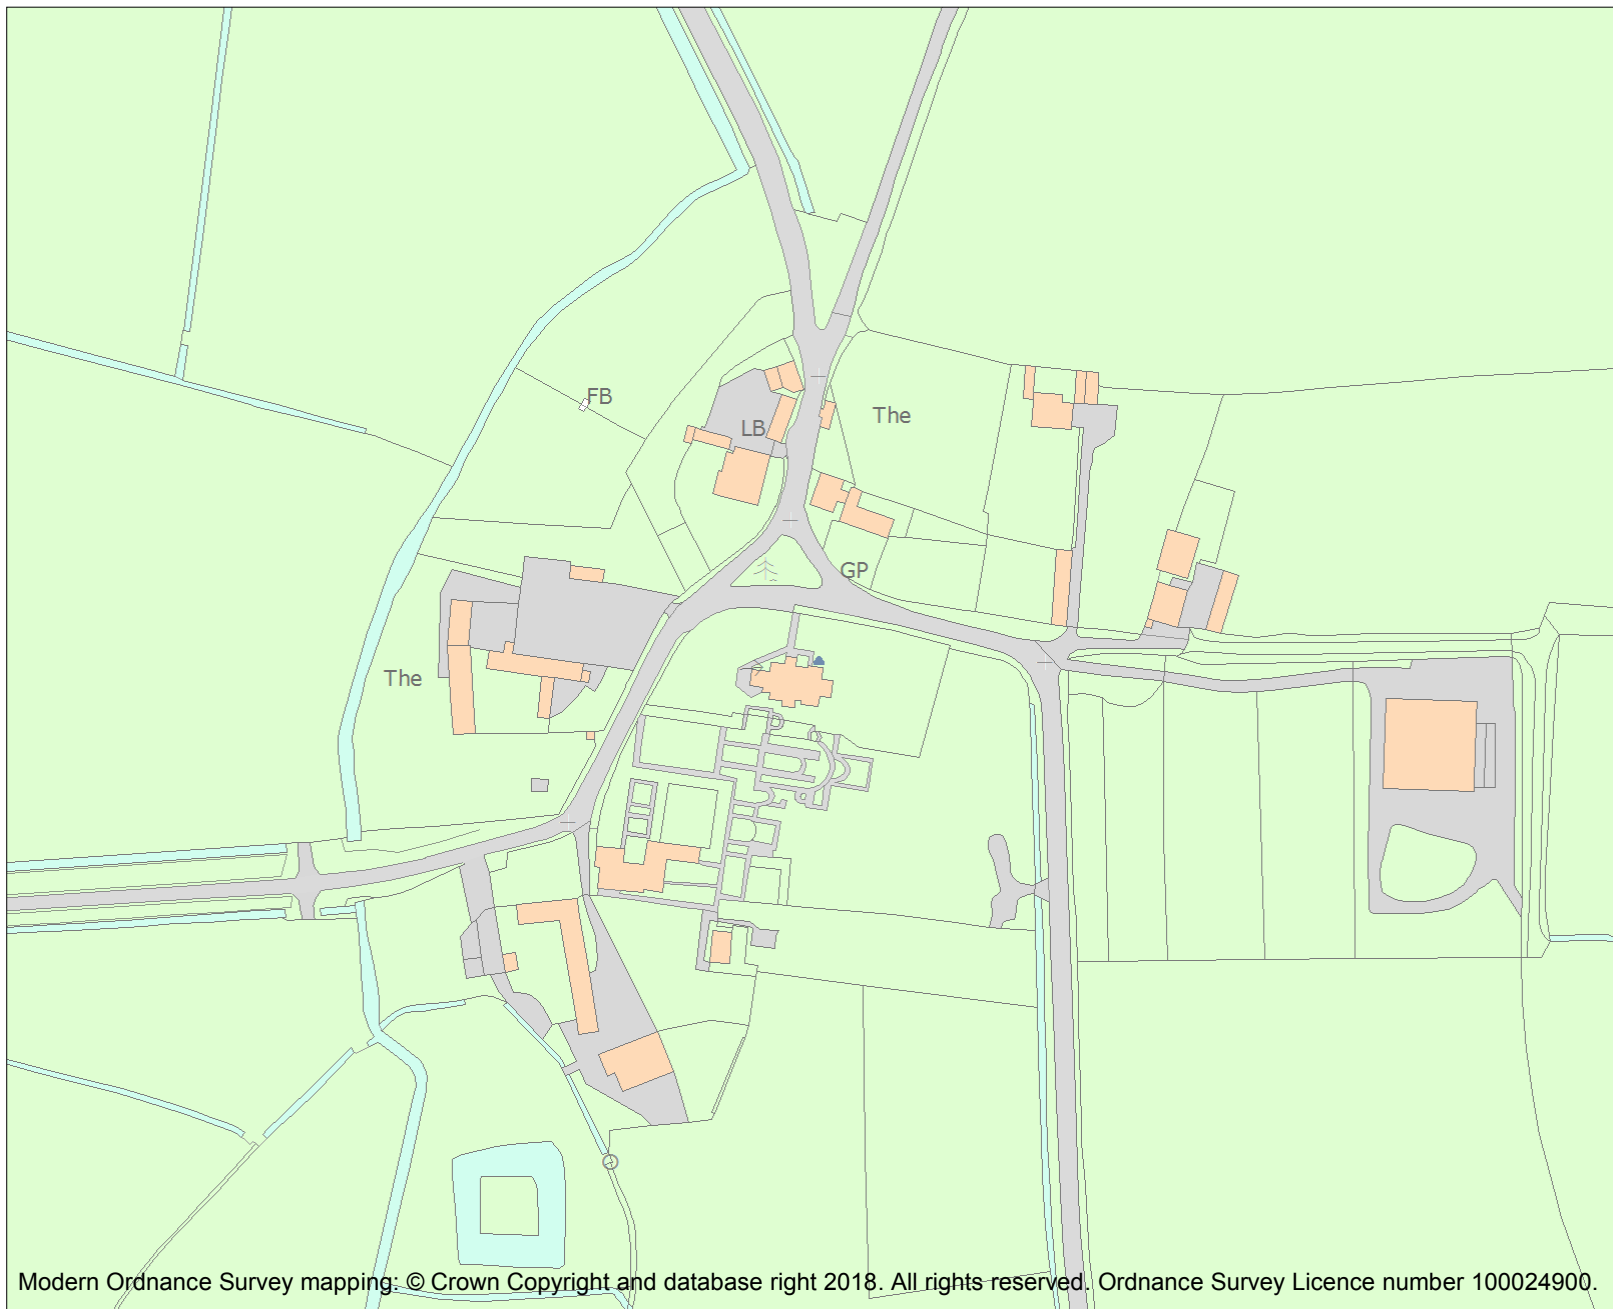 FB
The
LB
GP
The
Modern Ordnance Survey mapping: © Crown Copyright and database right 2018. All rights reserved. Ordnance Survey Licence number 100024900.